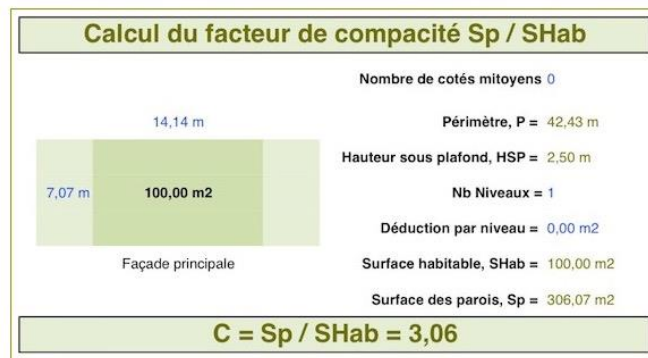 Calcul du facteur de compacité Sp / SHab
Nombre de cotés mitoyens 0
14,14 m
Périmètre, P = 42,43 m
Hauteur sous plafond, HSP = 2,50 m
7,07 m
100,00 m2
Nb Niveaux = 1
Déduction par niveau = 0,00 m2
Façade principale
Surface habitable, SHab = 100,00 m2
Surface des parois, Sp = 306,07 m2
C = Sp / SHab = 3,06